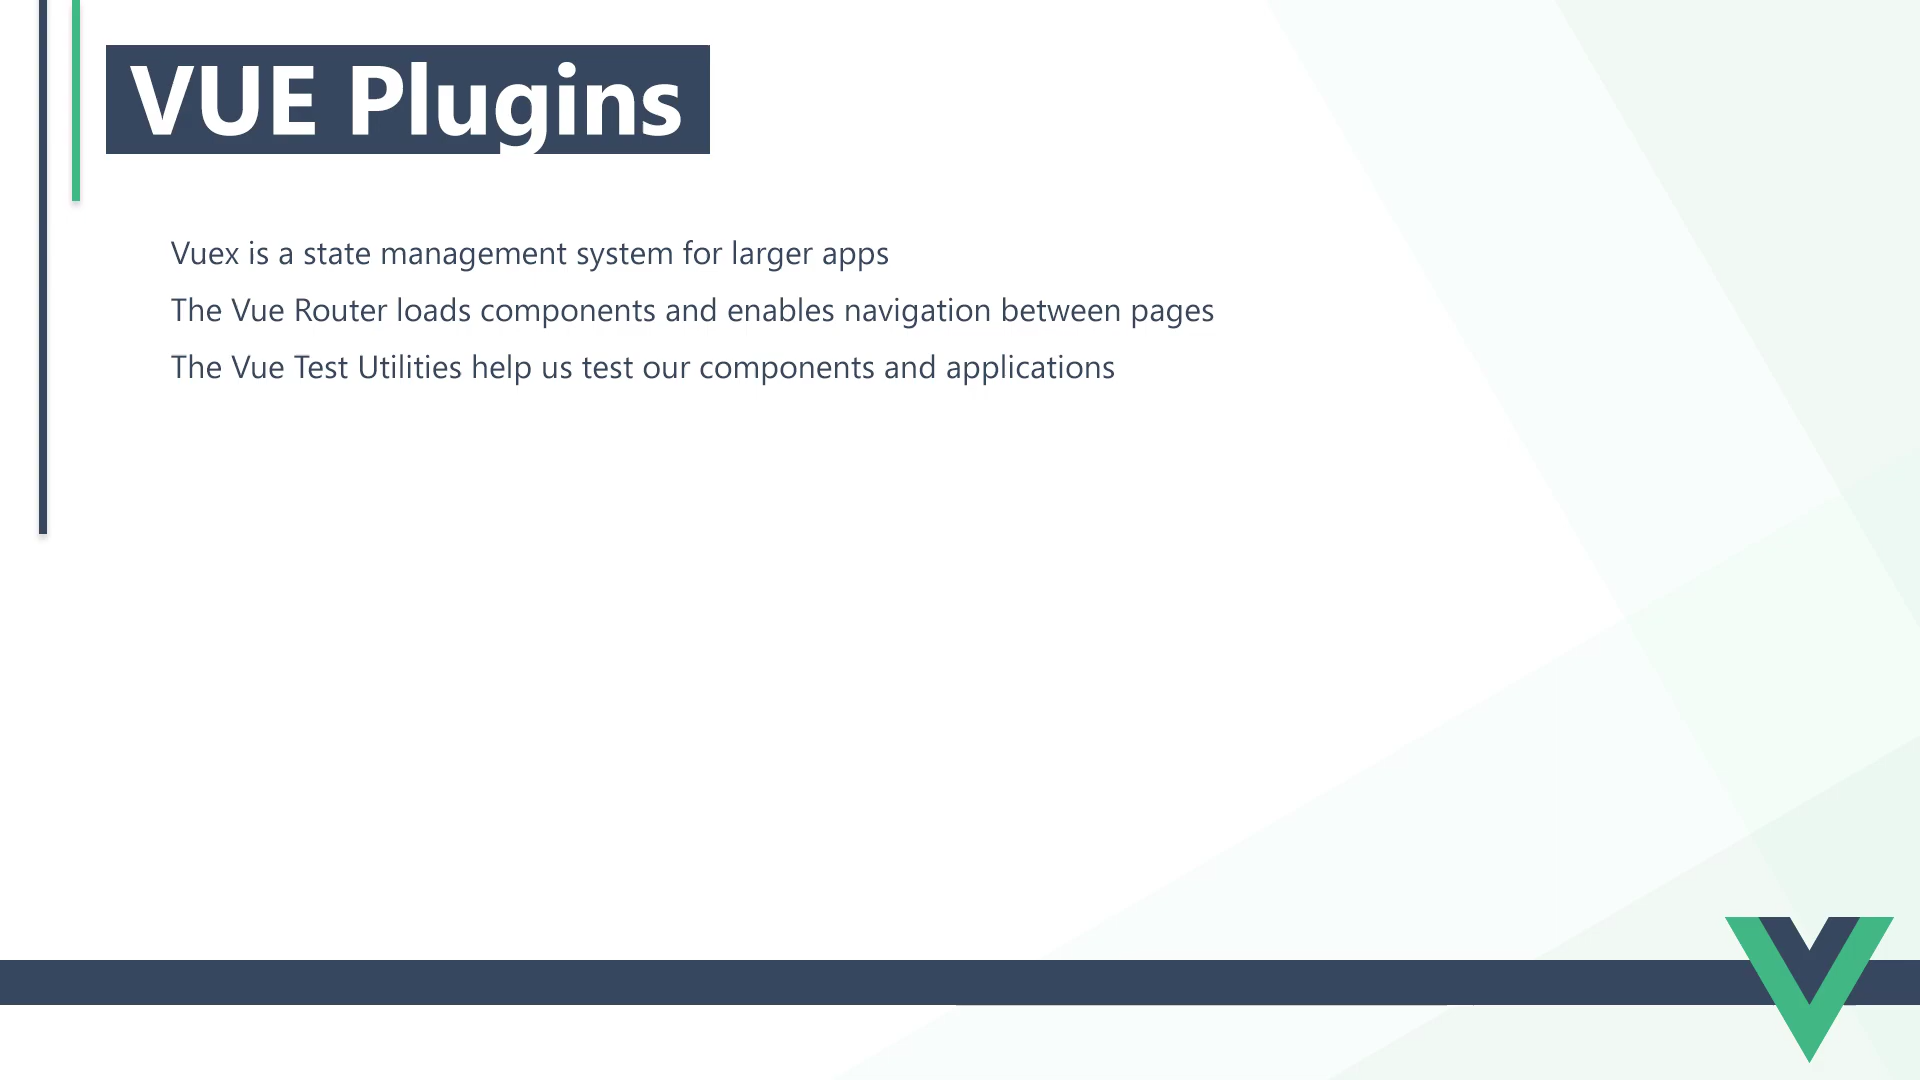 VUE Plugins
Vuex is a state management system for larger apps
The Vue Router loads components and enables navigation between pages
The Vue Test Utilities help us test our components and applications